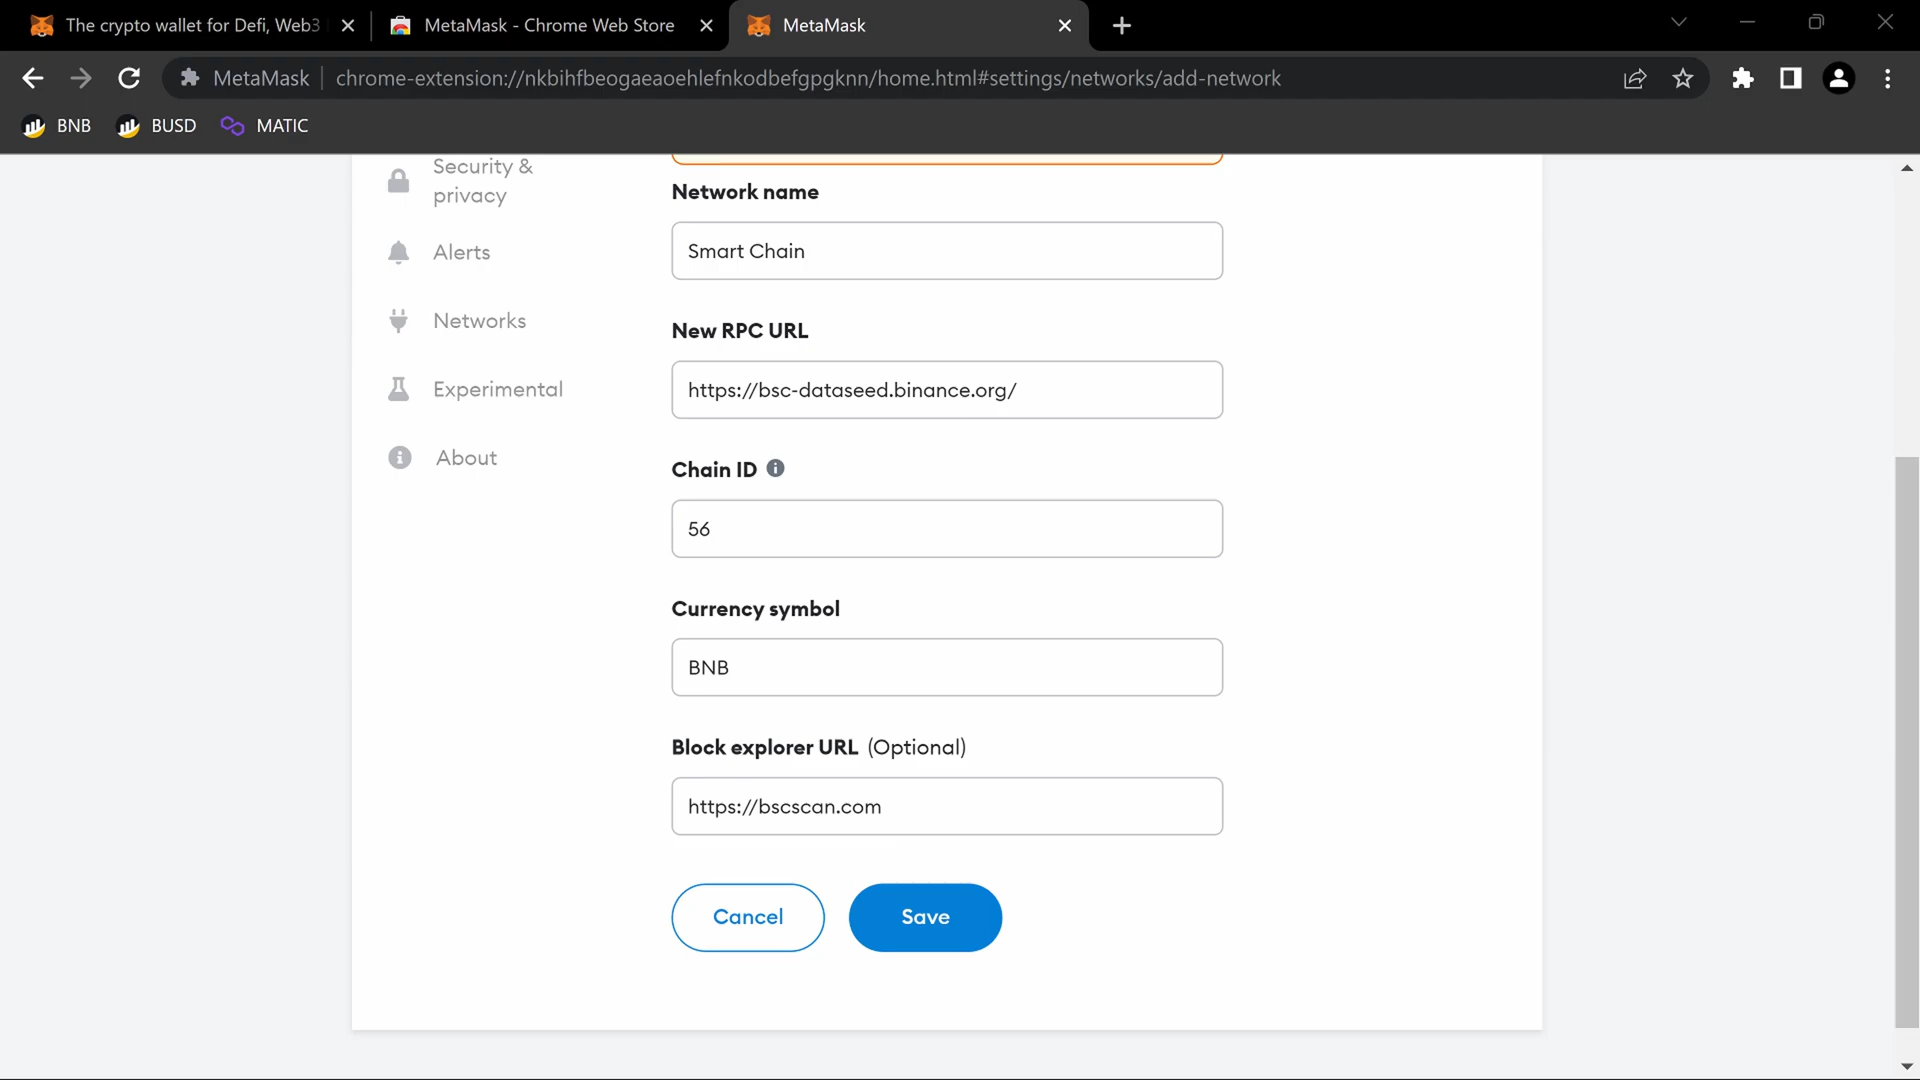 The crypto wallet for Defi, Web3
MetaMask - Chrome Web Store
MetaMask
MetaMask
chrome-extension://nkbihfbeogaeaoehlefnkodbefgpgknn/home.html#settings/networks/add-network
BNB
BUSD
MATIC
Security &
privacy
Alerts
Networks
Experimental
About
Network name
Smart Chain
New RPC URL
https://bsc-dataseed.binance.org/
Chain ID
56
Currency symbol
BNB
Block explorer URL (Optional)
https://bscscan.com
Cancel
Save